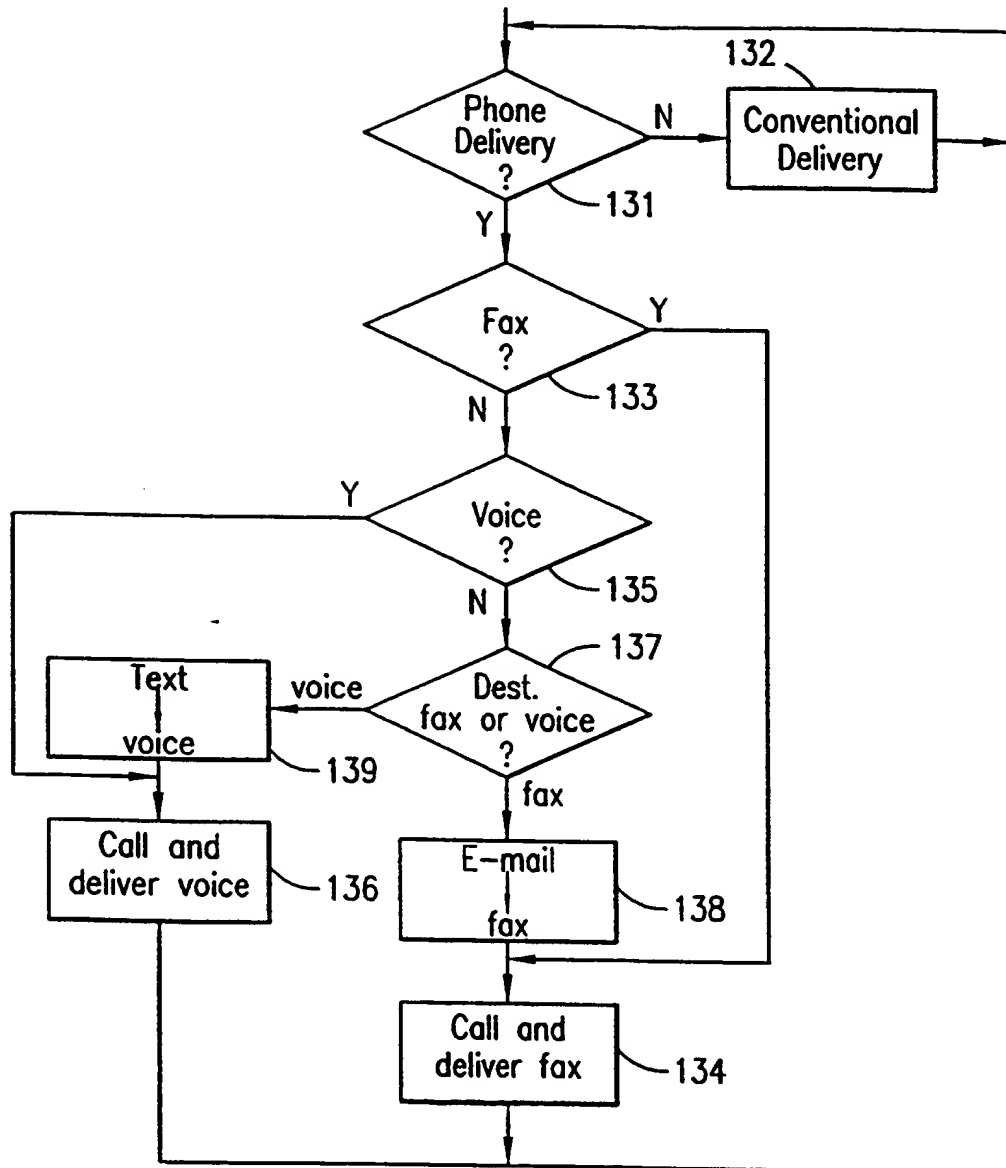 132
Phone
Delivery
?
N
Conventional
Delivery
131
Y
Fax
?
Y
133
N
Y
Voice
?
135
N
137
Text
voice
voice
Dest.
fax or voice
?
139
fax
Call and
deliver voice
136
E-mail
fax
138
Call and
deliver fax
134